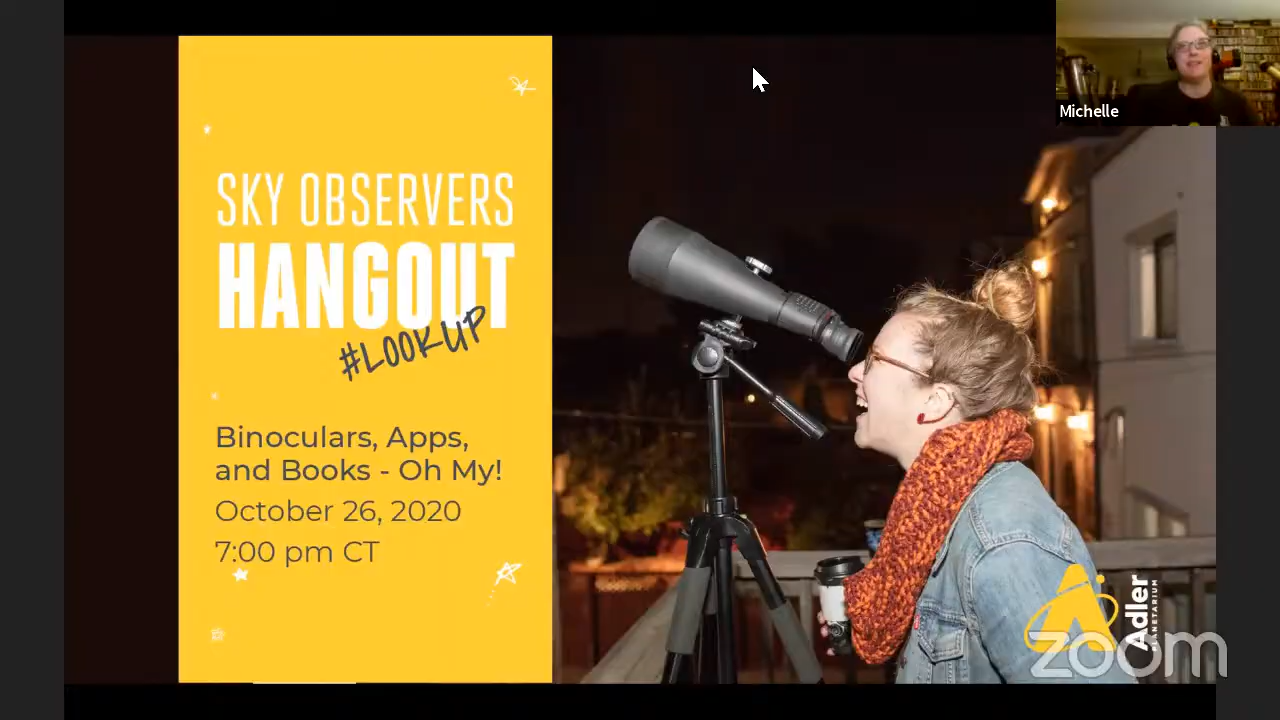 Michelle
SKY OBSERVERS
HANGOUT
#LOOKUP
Binoculars, Apps,
and Books - Oh My!
October 26, 2020
7:00 pm CT
Adler
PLANETARIUM
zoom